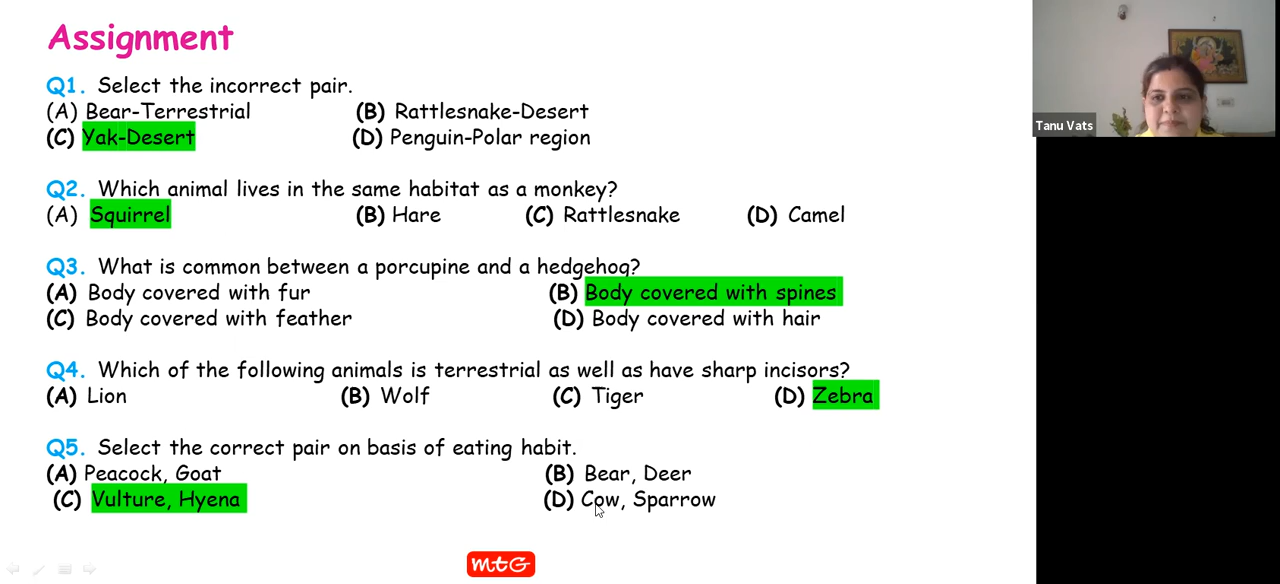 Assignment
Q1. Select the incorrect pair.
(A) Bear-Terrestrial (B) Rattlesnake-Desert
(C) Yak-Desert (D) Penguin-Polar region
Q2. Which animal lives in the same habitat as a monkey?
(A) Squirrel (B) Hare (C) Rattlesnake (D) Camel
Q3. What is common between a porcupine and a hedgehog?
(A) Body covered with fur (B) Body covered with spines
(C) Body covered with feather (D) Body covered with hair
Q4. Which of the following animals is terrestrial as well as have sharp incisors?
(A) Lion (B) Wolf (C) Tiger (D) Zebra
Q5. Select the correct pair on basis of eating habit.
(A) Peacock, Goat (B) Bear, Deer
(C) Vulture, Hyena (D) Cow, Sparrow
mtG
Tanu Vats